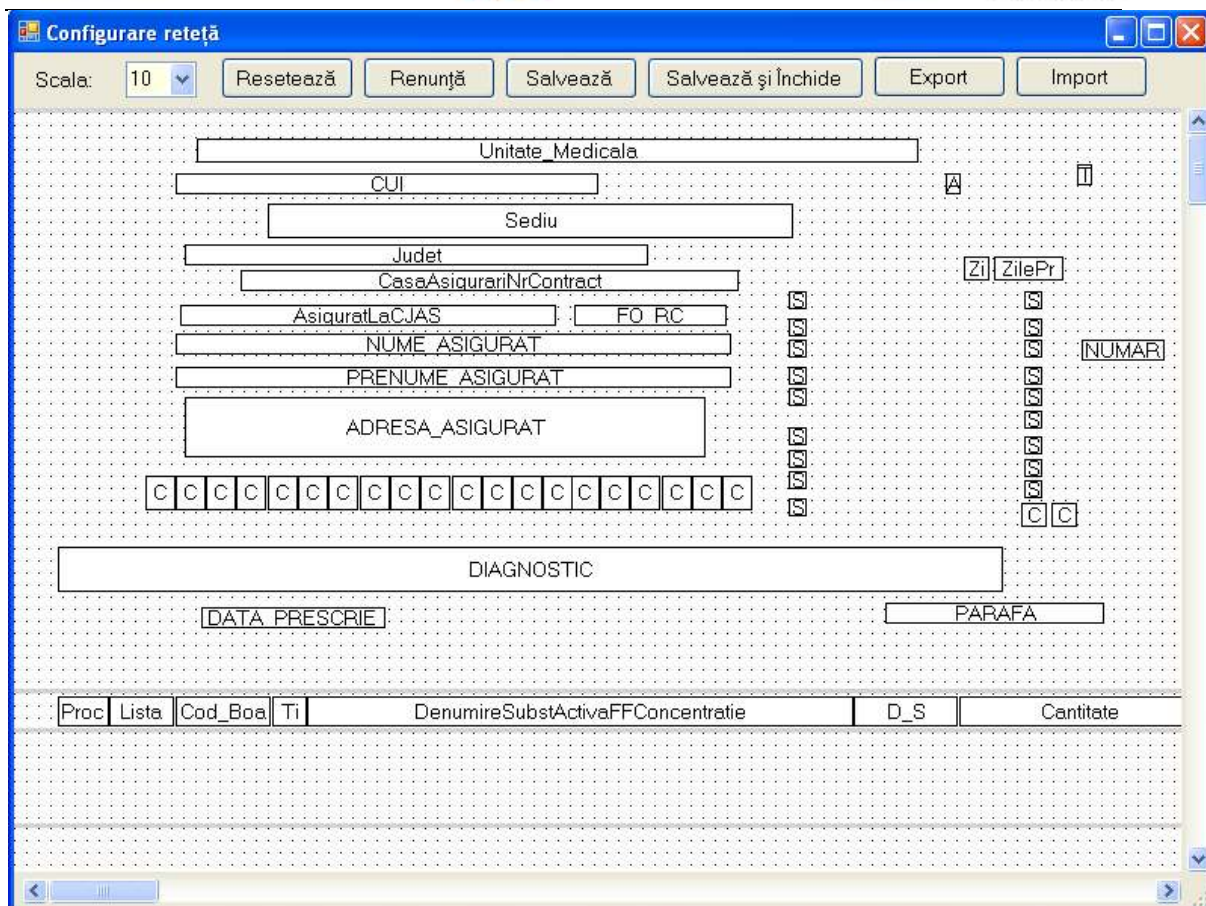 Configurare rețetă
Scala: 10 Resetează Renunță Salvează Salvează și Închide Export Import
Unitate_Medicala
CUI A T
Sediu
Judet
Zi ZilePr
CasaAsigurariNrContract
S S
AsiguratLaCJAS FO_RC
S S
NUME_ASIGURAT S S NUMAR
PRENUME_ASIGURAT S S
S S
ADRESA_ASIGURAT S
S S
S S
S S
C C C C C C C C C C C C C C C C C C C C
S C C
DIAGNOSTIC
DATA_PRESCRIE PARAFA
Proc Lista Cod_Boa Ti DenumireSubstActivaFFConcentratie D_S Cantitate